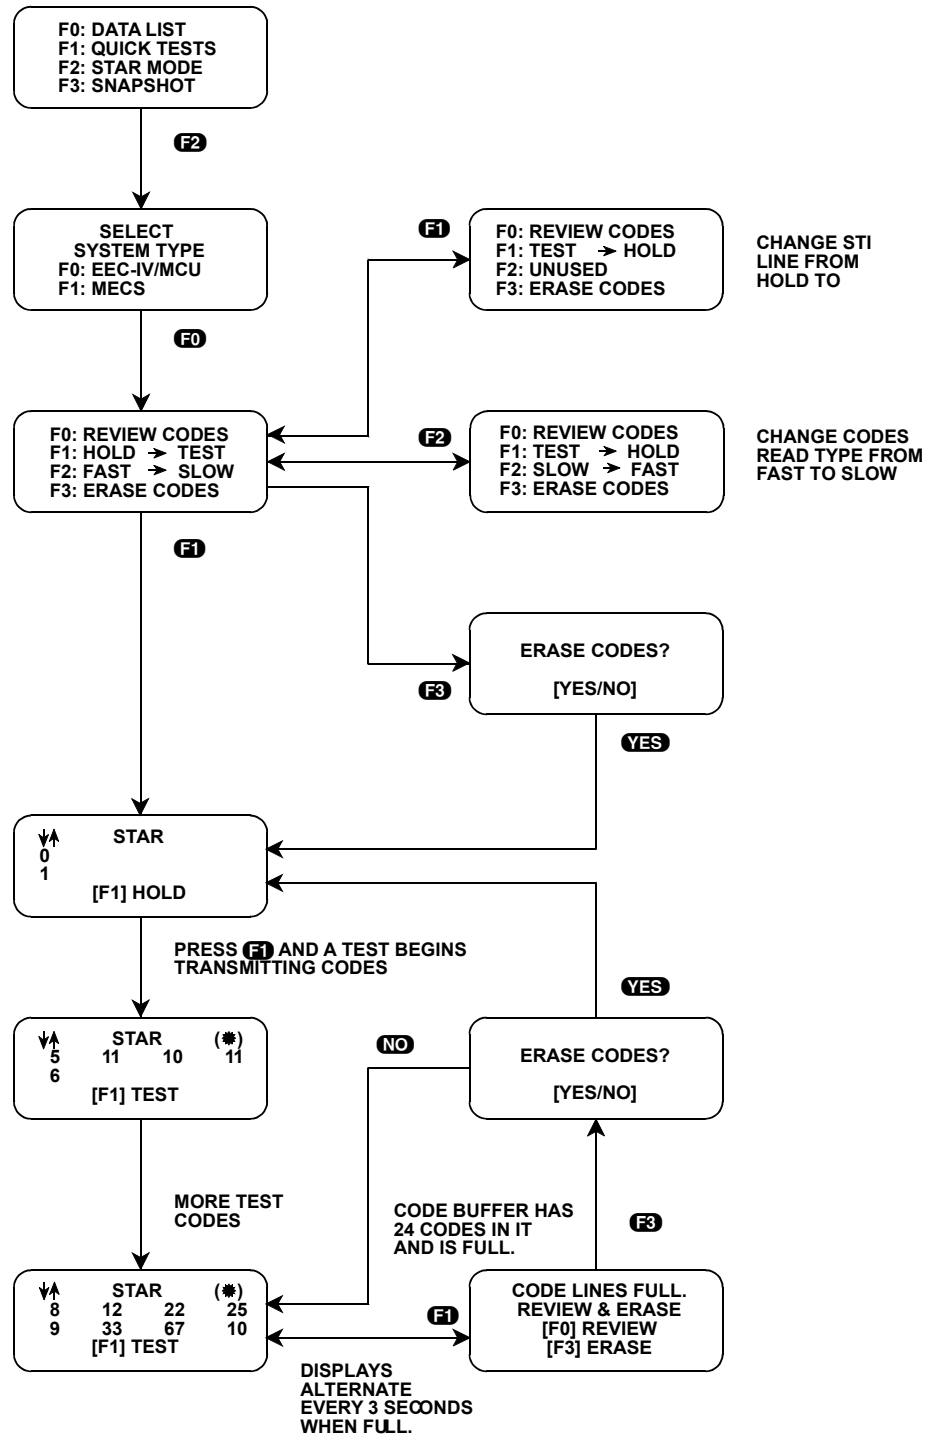 F0: DATA LIST
F1: QUICK TESTS
F2: STAR MODE
F3: SNAPSHOT
F2
SELECT
SYSTEM TYPE
F0: EEC-IV/MCU
F1: MECS
F1
F0: REVIEW CODES
F1: TEST → HOLD
F2: UNUSED
F3: ERASE CODES
CHANGE STI
LINE FROM
HOLD TO
F0
F0: REVIEW CODES
F1: HOLD → TEST
F2: FAST → SLOW
F3: ERASE CODES
F2
F0: REVIEW CODES
F1: TEST → HOLD
F2: SLOW → FAST
F3: ERASE CODES
CHANGE CODES
READ TYPE FROM
FAST TO SLOW
F1
ERASE CODES?
[YES/NO]
F3
YES
STAR
0
1
[F1] HOLD
PRESS F1 AND A TEST BEGINS
TRANSMITTING CODES
YES
STAR (✹)
5 11 10 11
6
[F1] TEST
NO
ERASE CODES?
[YES/NO]
MORE TEST
CODES
CODE BUFFER HAS
24 CODES IN IT
AND IS FULL.
F3
STAR (✹)
8 12 22 25
9 33 67 10
[F1] TEST
F1
CODE LINES FULL.
REVIEW & ERASE
[F0] REVIEW
[F3] ERASE
DISPLAYS
ALTERNATE
EVERY 3 SECONDS
WHEN FULL.